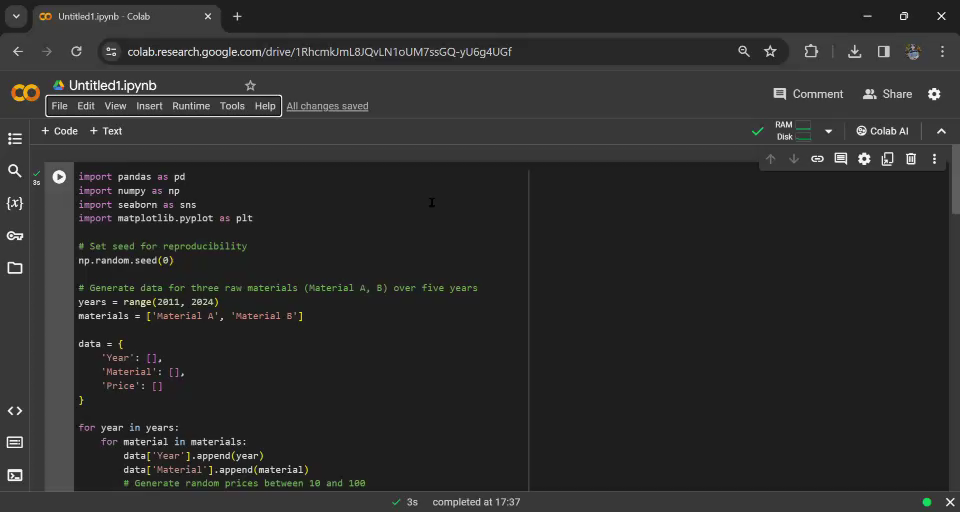 Untitled1.ipynb - Colab
colab.research.google.com/drive/1RhcmkJmL8JQvLN1oUM7ssGQ-yU6g4UGf
Untitled1.ipynb
File Edit View Insert Runtime Tools Help All changes saved
Comment Share
+ Code + Text
RAM
Disk
Colab AI
3s
import pandas as pd
import numpy as np
import seaborn as sns
import matplotlib.pyplot as plt
# Set seed for reproducibility
np.random.seed(0)
# Generate data for three raw materials (Material A, B) over five years
years = range(2011, 2024)
materials = ['Material A', 'Material B']
data = {
'Year': [],
'Material': [],
'Price': []
}
for year in years:
for material in materials:
data['Year'].append(year)
data['Material'].append(material)
# Generate random prices between 10 and 100
3s completed at 17:37